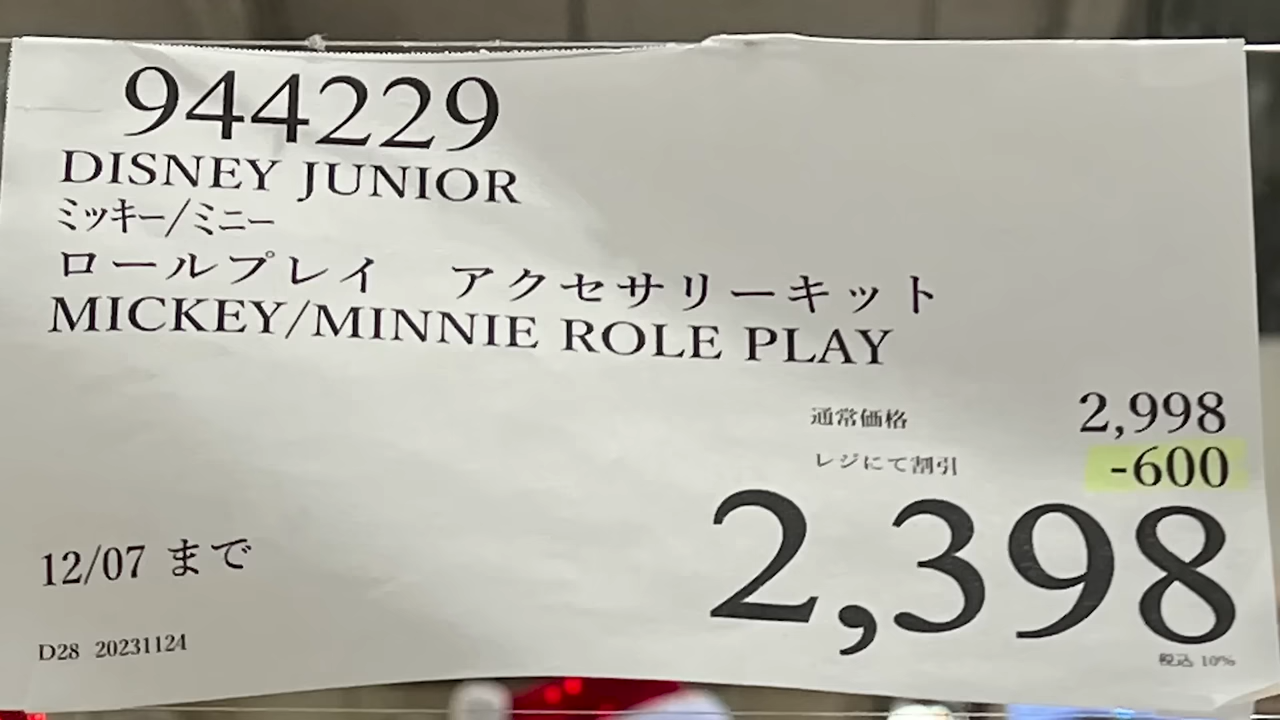 944229
DISNEY JUNIOR
ミッキー/ミニー
ロールプレイ　アクセサリーキット
MICKEY/MINNIE ROLE PLAY
通常価格 2,998
レジにて割引 -600
2,398
税込 10%
12/07 まで
D28 20231124